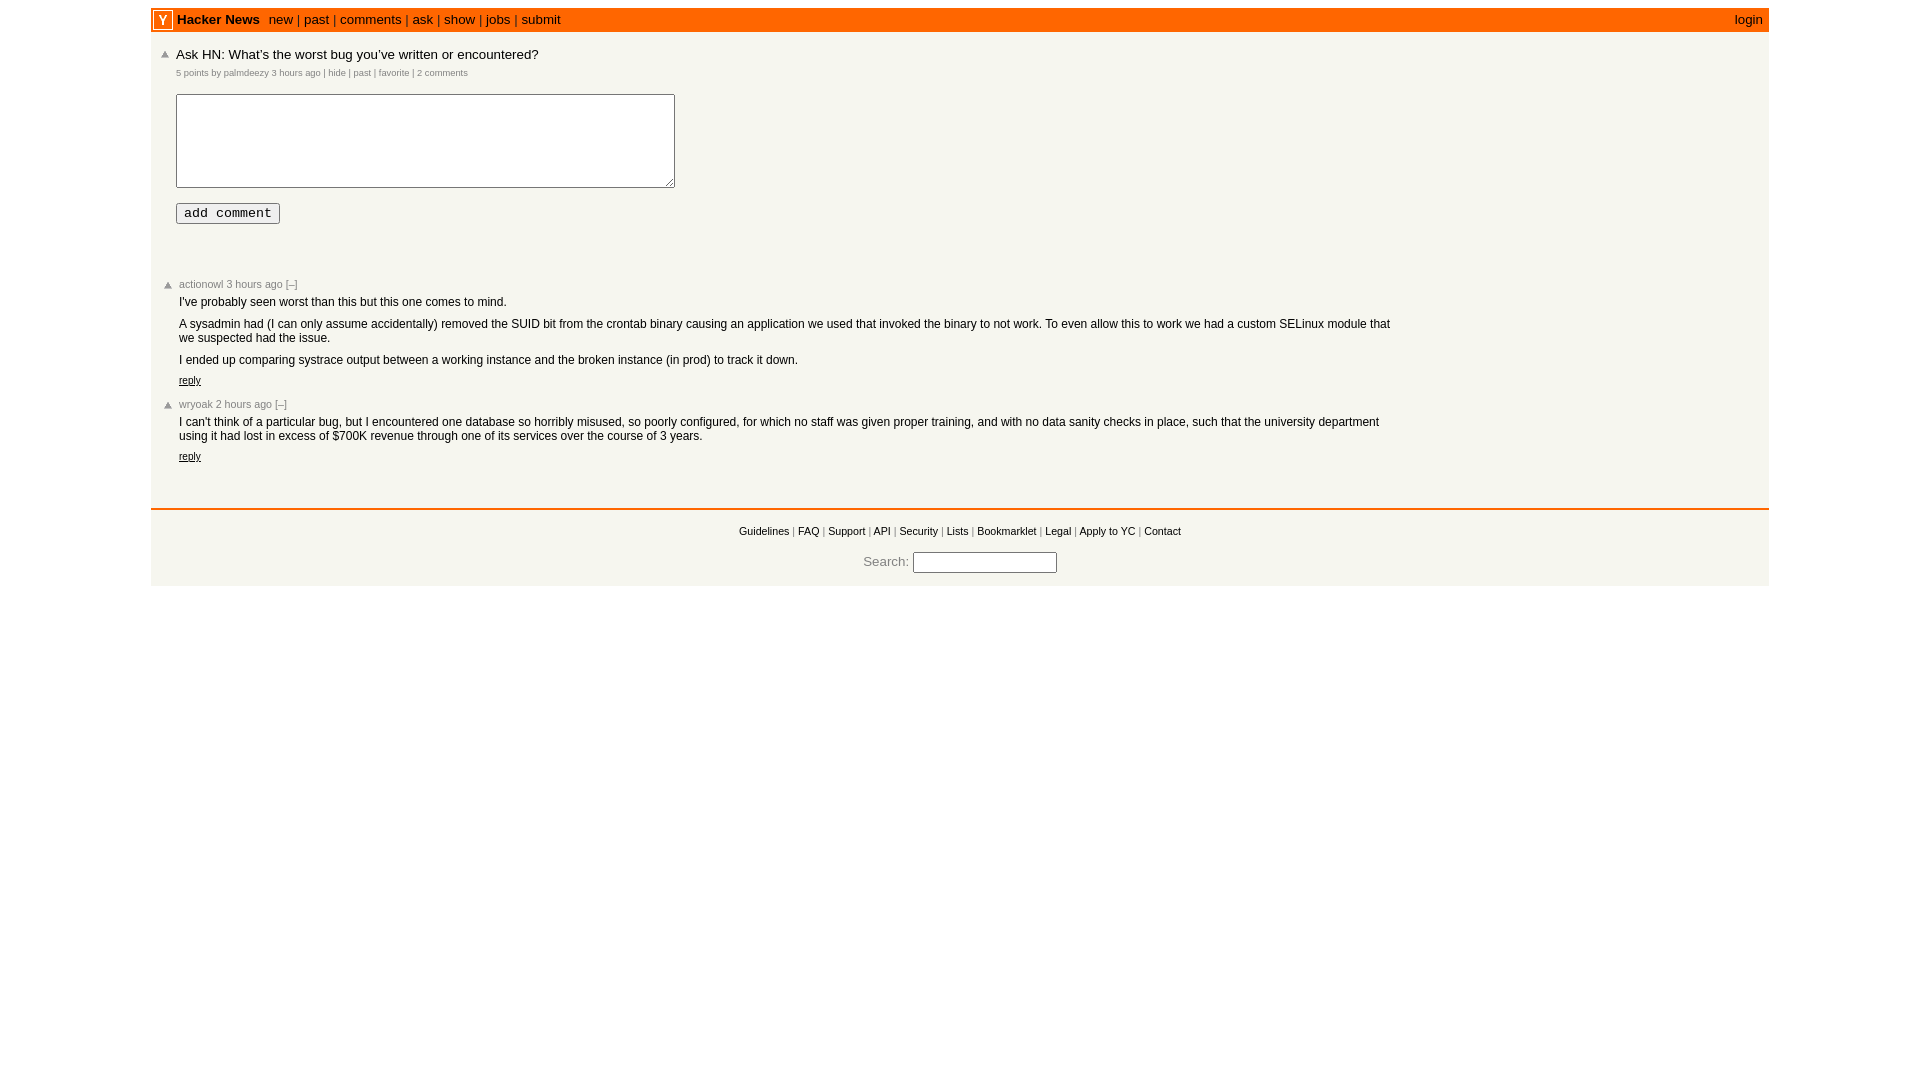 Y Hacker News new | past | comments | ask | show | jobs | submit login
Ask HN: What's the worst bug you've written or encountered?
5 points by palmdeezy 3 hours ago | hide | past | favorite | 2 comments
add comment
actionowl 3 hours ago [–]
I've probably seen worst than this but this one comes to mind.
A sysadmin had (I can only assume accidentally) removed the SUID bit from the crontab binary causing an application we used that invoked the binary to not work. To even allow this to work we had a custom SELinux module that
we suspected had the issue.
I ended up comparing systrace output between a working instance and the broken instance (in prod) to track it down.
reply
wryoak 2 hours ago [–]
I can't think of a particular bug, but I encountered one database so horribly misused, so poorly configured, for which no staff was given proper training, and with no data sanity checks in place, such that the university department
using it had lost in excess of $700K revenue through one of its services over the course of 3 years.
reply
Guidelines | FAQ | Support | API | Security | Lists | Bookmarklet | Legal | Apply to YC | Contact
Search: